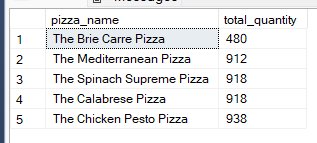 pizza_name total_quantity
1 The Brie Carre Pizza 480
2 The Mediterranean Pizza 912
3 The Spinach Supreme Pizza 918
4 The Calabrese Pizza 918
5 The Chicken Pesto Pizza 938